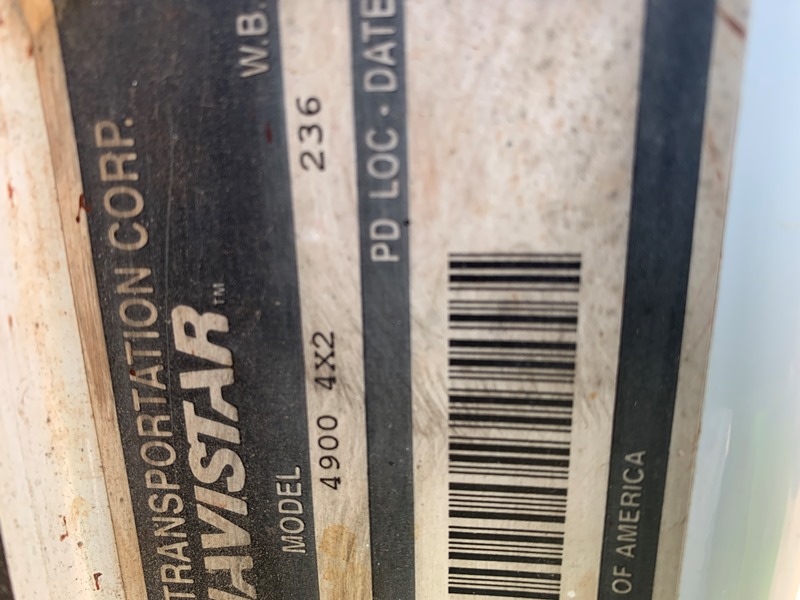 TRANSPORTATION CORP.
NAVISTAR™
MODEL W.B.
4900 4X2 236
PD LOC · DATE
OF AMERICA